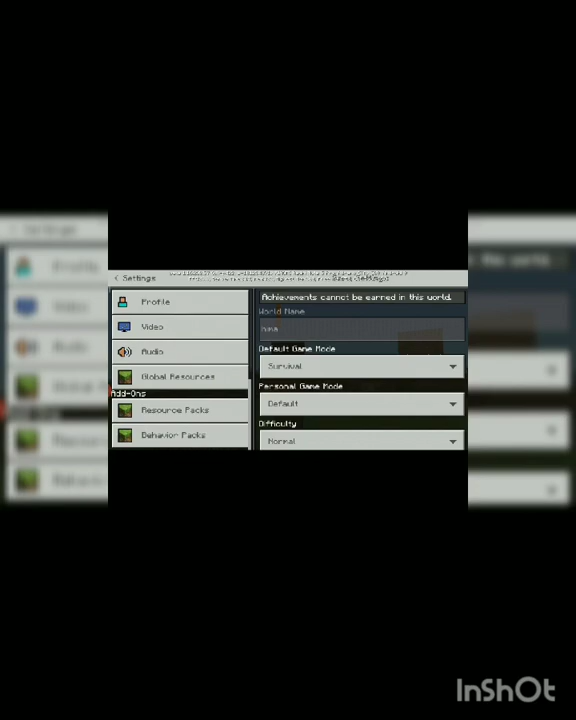 Settings
Profile
Video
Audio
Global Resources
Add-Ons
Resource Packs
Behavior Packs
Achievements cannot be earned in this world.
World Name
Default Game Mode
Survival
Personal Game Mode
Default
Difficulty
Normal
InShOt